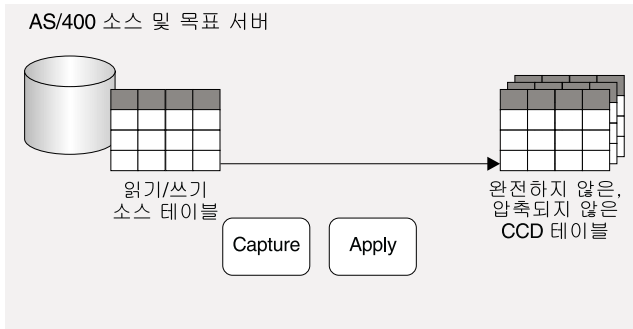 AS/400 소스 및 목표 서버
읽기/쓰기
소스 테이블
완전하지 않은,
압축되지 않은
CCD 테이블
Capture
Apply